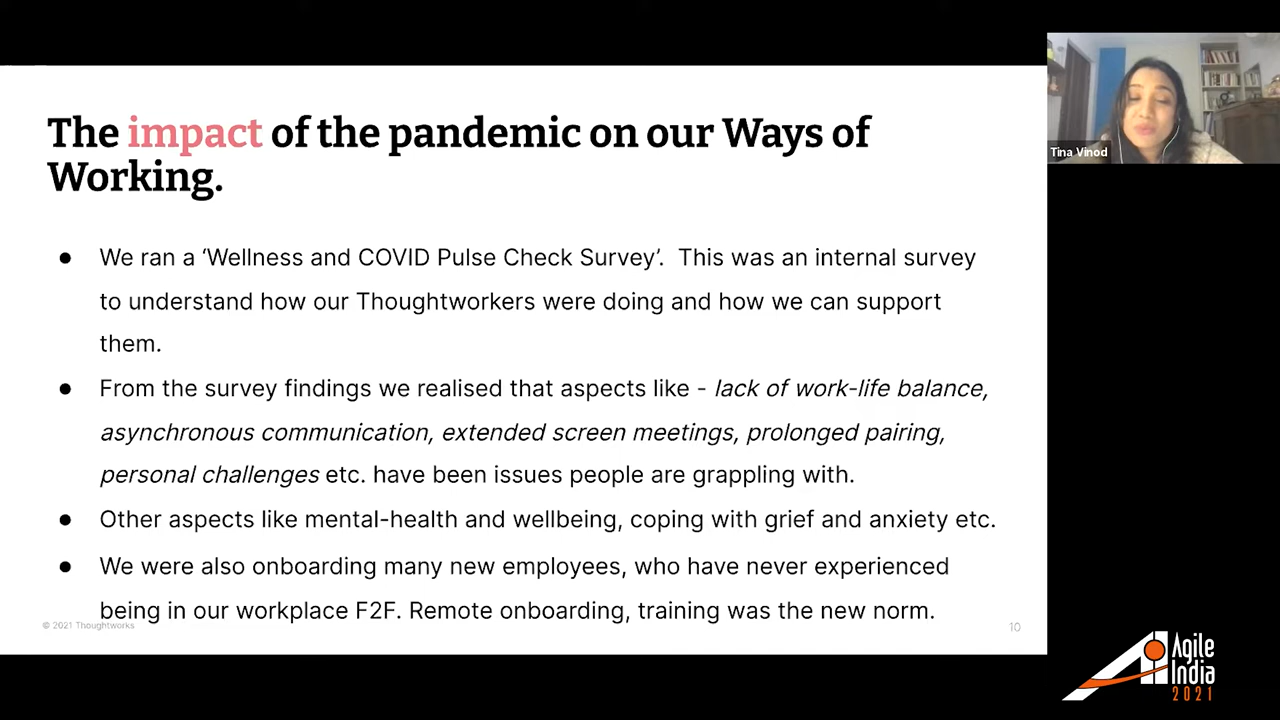 The impact of the pandemic on our Ways of
Working.
● We ran a ‘Wellness and COVID Pulse Check Survey’. This was an internal survey
to understand how our Thoughtworkers were doing and how we can support
them.
● From the survey findings we realised that aspects like - lack of work-life balance,
asynchronous communication, extended screen meetings, prolonged pairing,
personal challenges etc. have been issues people are grappling with.
● Other aspects like mental-health and wellbeing, coping with grief and anxiety etc.
● We were also onboarding many new employees, who have never experienced
being in our workplace F2F. Remote onboarding, training was the new norm.
© 2021 Thoughtworks
10
Tina Vinod
Agile
India
2021